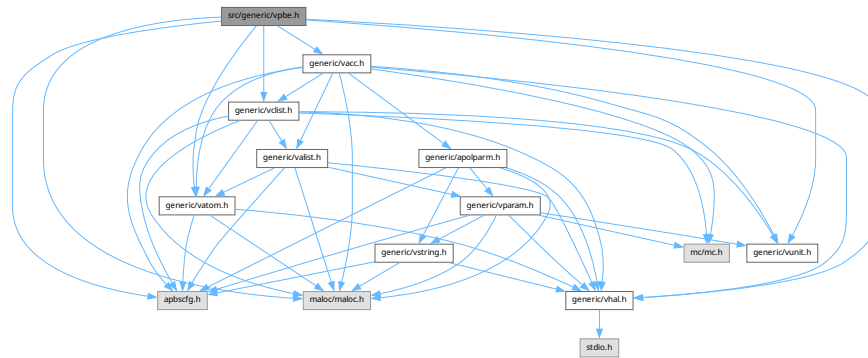 src/generic/vpbe.h
generic/vacc.h
generic/vclist.h
generic/valist.h
generic/apolparm.h
generic/vatom.h
generic/vparam.h
generic/vstring.h
mc/mc.h
generic/vunit.h
apbscfg.h
maloc/maloc.h
generic/vhal.h
stdio.h